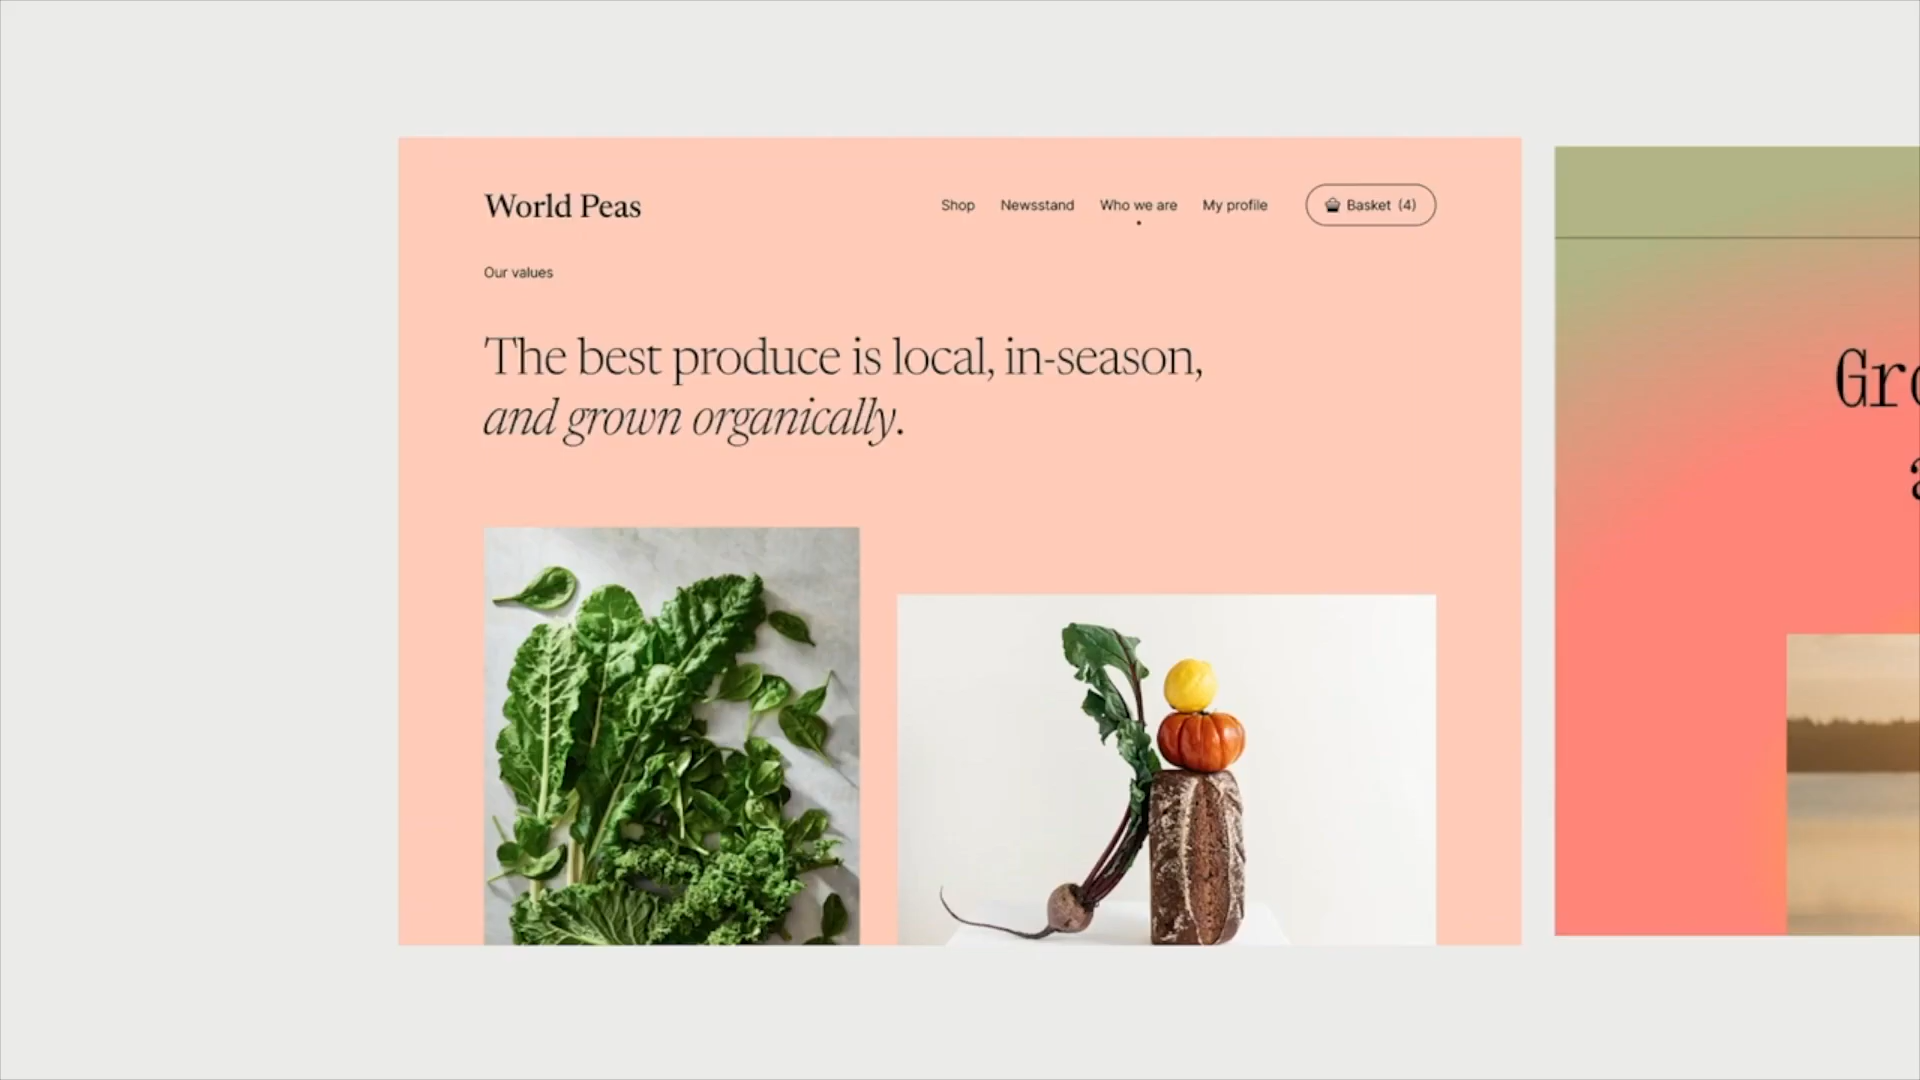 World Peas
Shop
Newsstand
Who we are
My profile
Basket (4)
Our values
The best produce is local, in-season,
and grown organically.